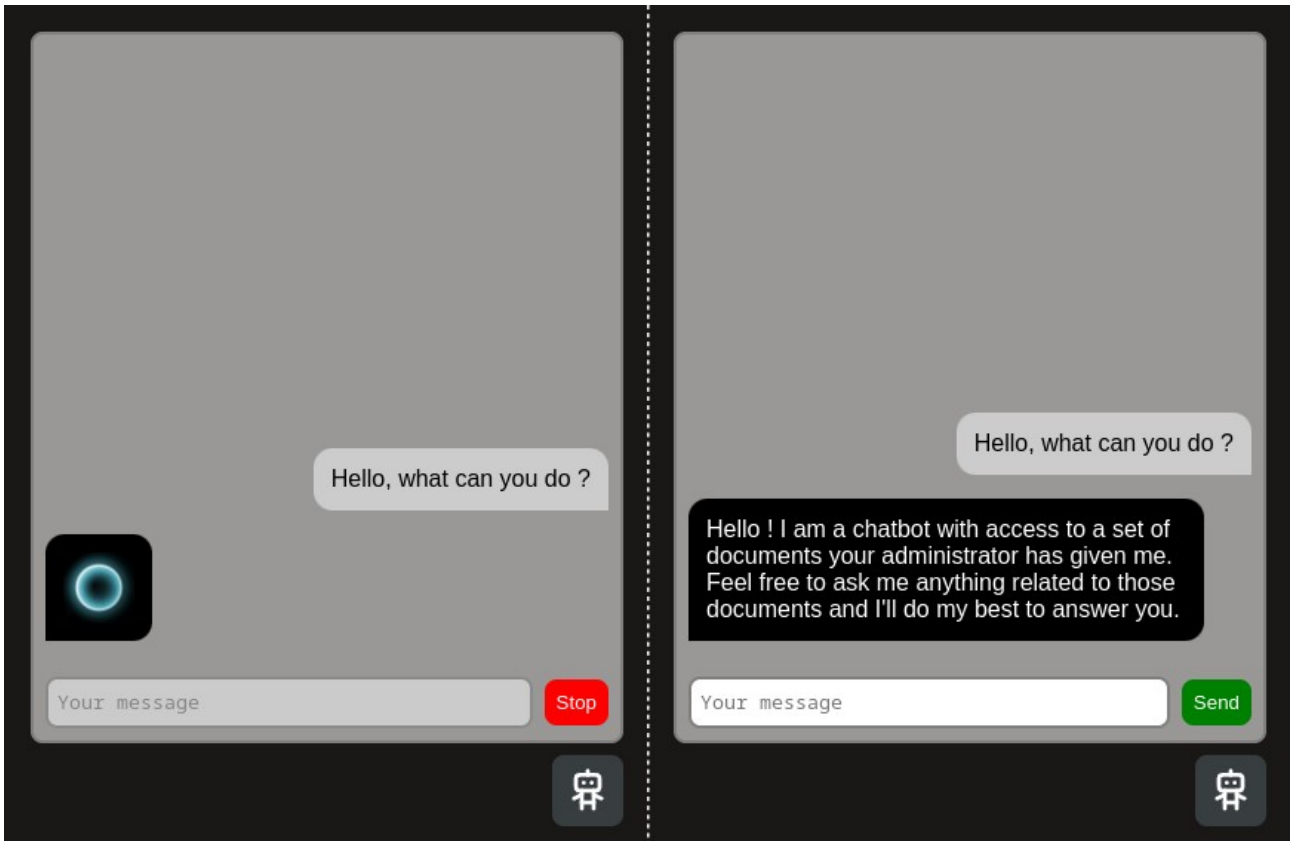 Hello, what can you do ?
Your message
Stop
Hello, what can you do ?
Hello ! I am a chatbot with access to a set of
documents your administrator has given me.
Feel free to ask me anything related to those
documents and I'll do my best to answer you.
Your message
Send